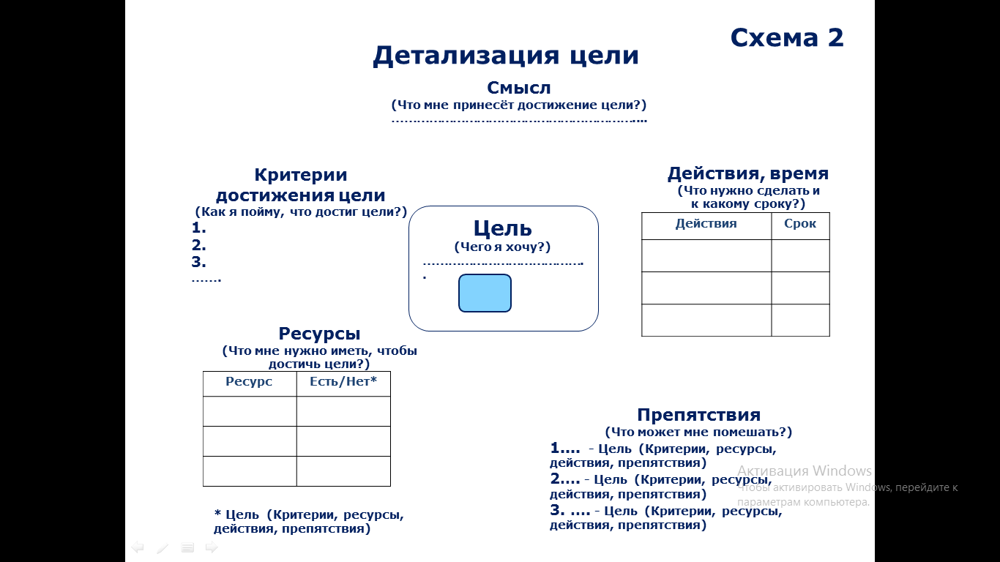 Схема 2
Детализация цели
Смысл
(Что мне принесёт достижение цели?)
……………………………………………………….…
Критерии
достижения цели
(Как я пойму, что достиг цели?)
1.
2.
3.
…….
Цель
(Чего я хочу?)
………………………………….
.
Действия, время
(Что нужно сделать и
к какому сроку?)
Действия Срок
Ресурсы
(Что мне нужно иметь, чтобы
достичь цели?)
Ресурс Есть/Нет*
* Цель (Критерии, ресурсы,
действия, препятствия)
Препятствия
(Что может мне помешать?)
1.... - Цель (Критерии, ресурсы,
действия, препятствия)
2.... - Цель (Критерии, ресурсы,
действия, препятствия)
3. .... - Цель (Критерии, ресурсы,
действия, препятствия)
Активация Windows
Чтобы активировать Windows, перейдите к
параметрам компьютера.